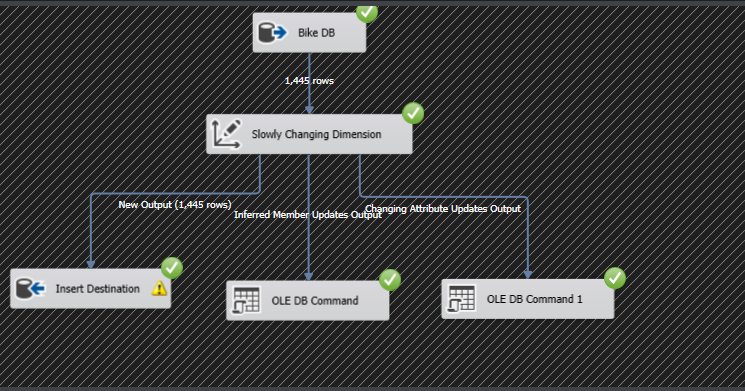 Bike DB
1,445 rows
Slowly Changing Dimension
New Output (1,445 rows)
Inferred Member Updates Output
Changing Attribute Updates Output
Insert Destination
OLE DB Command
OLE DB Command 1